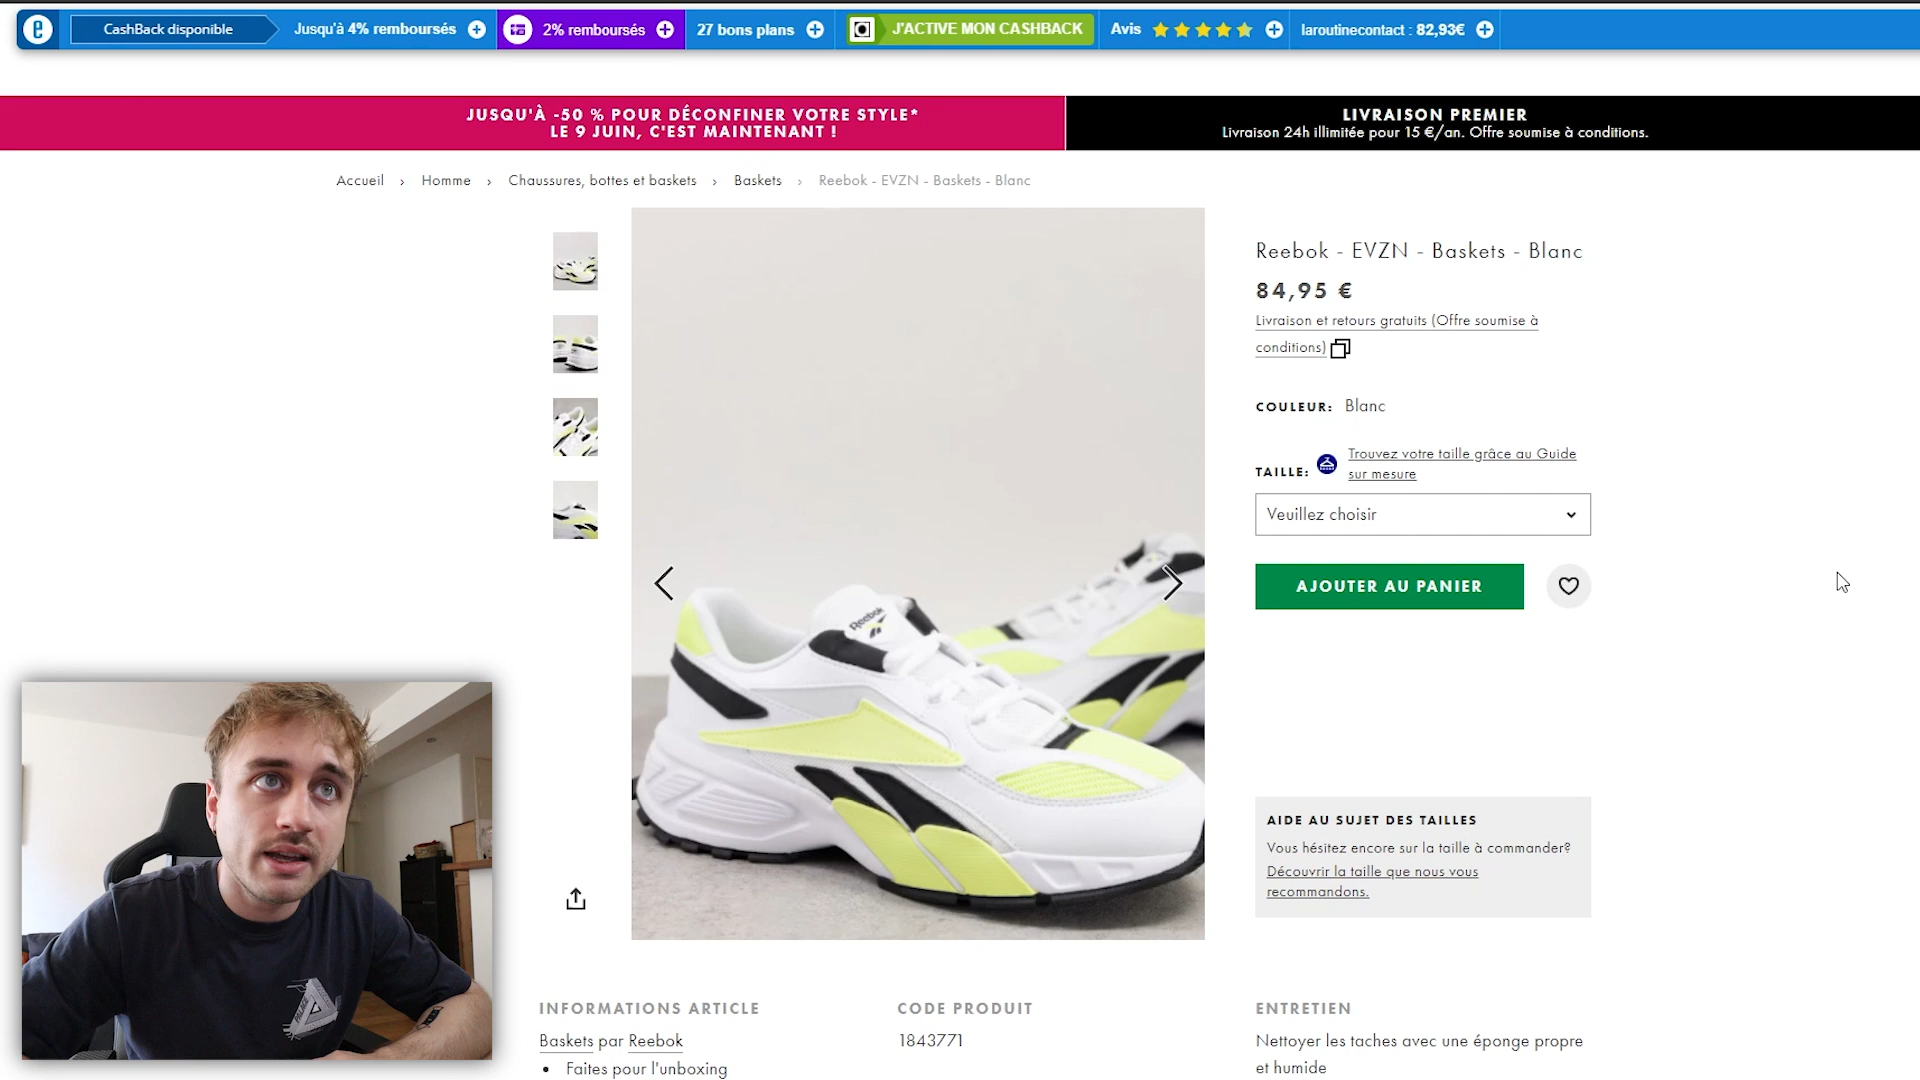 e
CashBack disponible
Jusqu'à 4% remboursés
2% remboursés
27 bons plans
J'ACTIVE MON CASHBACK
Avis
laroutinecontact : 82,93€
JUSQU'À -50 % POUR DÉCONFINER VOTRE STYLE*
LE 9 JUIN, C'EST MAINTENANT !
LIVRAISON PREMIER
Livraison 24h illimitée pour 15 €/an. Offre soumise à conditions.
Accueil › Homme › Chaussures, bottes et baskets › Baskets › Reebok - EVZN - Baskets - Blanc
Reebok - EVZN - Baskets - Blanc
84,95 €
Livraison et retours gratuits (Offre soumise à
conditions)
COULEUR: Blanc
TAILLE:
Trouvez votre taille grâce au Guide
sur mesure
Veuillez choisir
AJOUTER AU PANIER
Reebok
AIDE AU SUJET DES TAILLES
Vous hésitez encore sur la taille à commander?
Découvrir la taille que nous vous
recommandons.
PALACE
INFORMATIONS ARTICLE
Baskets par Reebok
• Faites pour l'unboxing
CODE PRODUIT
1843771
ENTRETIEN
Nettoyer les taches avec une éponge propre
et humide